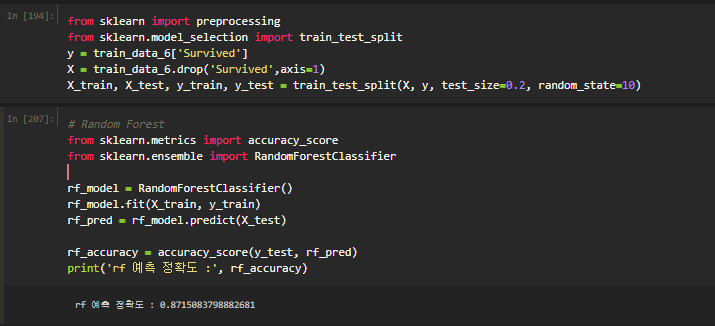 In [194]:
from sklearn import preprocessing
from sklearn.model_selection import train_test_split
y = train_data_6['Survived']
X = train_data_6.drop('Survived',axis=1)
X_train, X_test, y_train, y_test = train_test_split(X, y, test_size=0.2, random_state=10)
In [207]:
# Random Forest
from sklearn.metrics import accuracy_score
from sklearn.ensemble import RandomForestClassifier
rf_model = RandomForestClassifier()
rf_model.fit(X_train, y_train)
rf_pred = rf_model.predict(X_test)
rf_accuracy = accuracy_score(y_test, rf_pred)
print('rf 예측 정확도 :', rf_accuracy)
rf 예측 정확도 : 0.8715083798882681